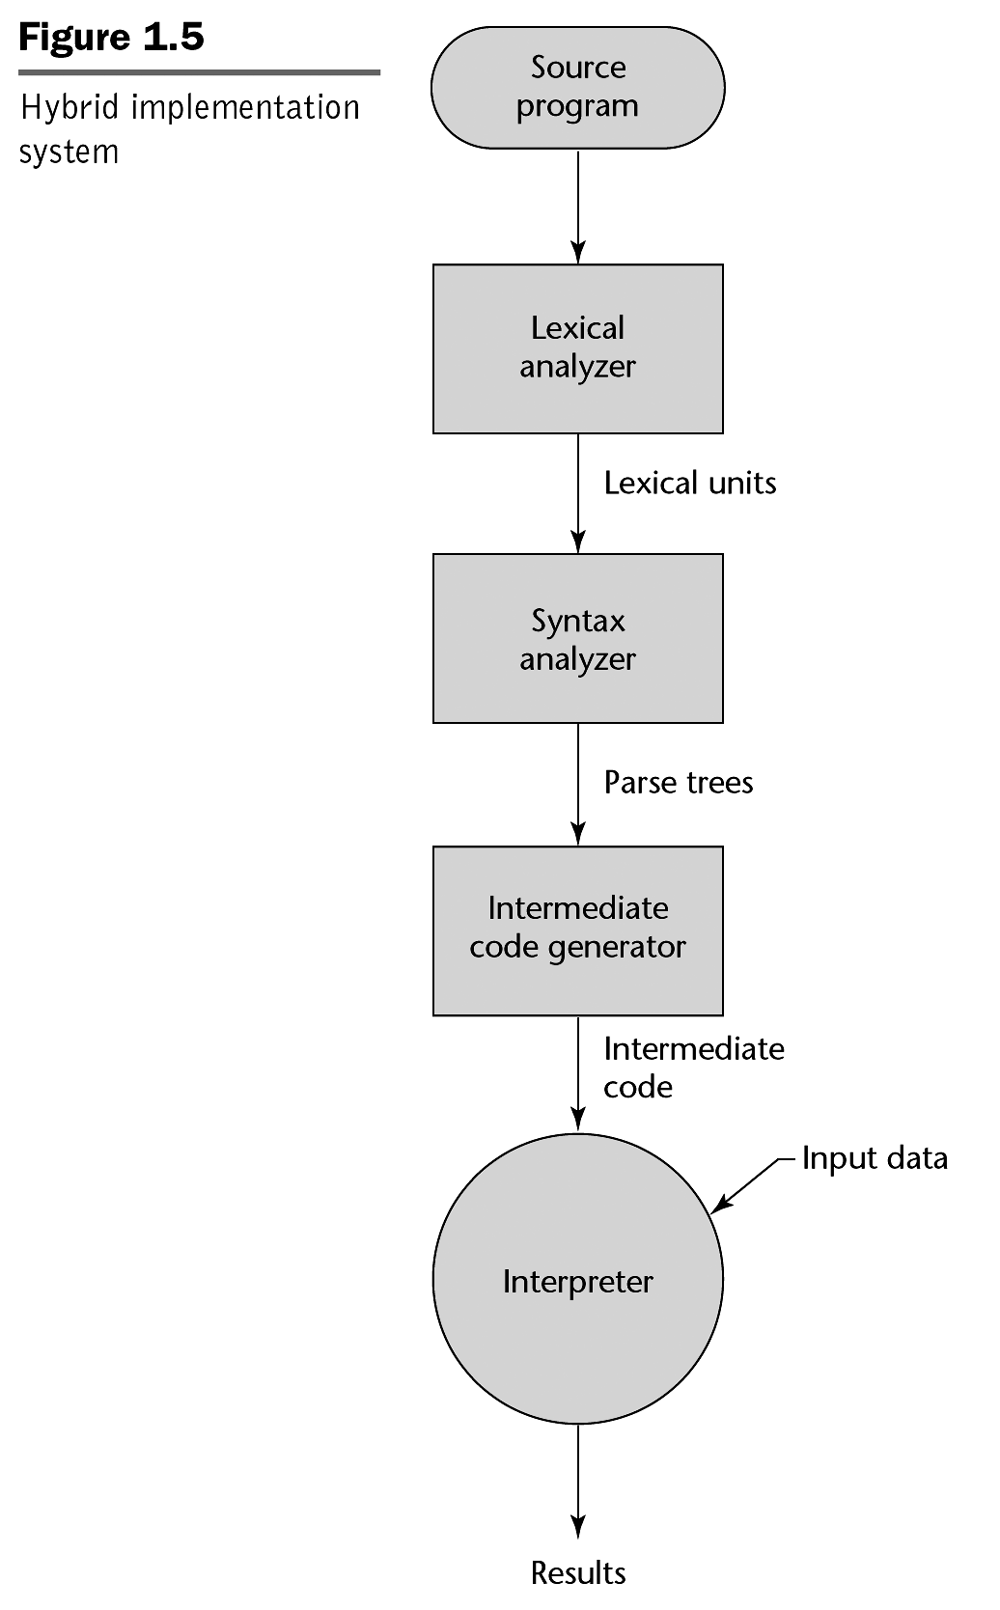 Figure 1.5
Hybrid implementation
system
Source
program
Lexical
analyzer
Lexical units
Syntax
analyzer
Parse trees
Intermediate
code generator
Intermediate
code
Input data
Interpreter
Results